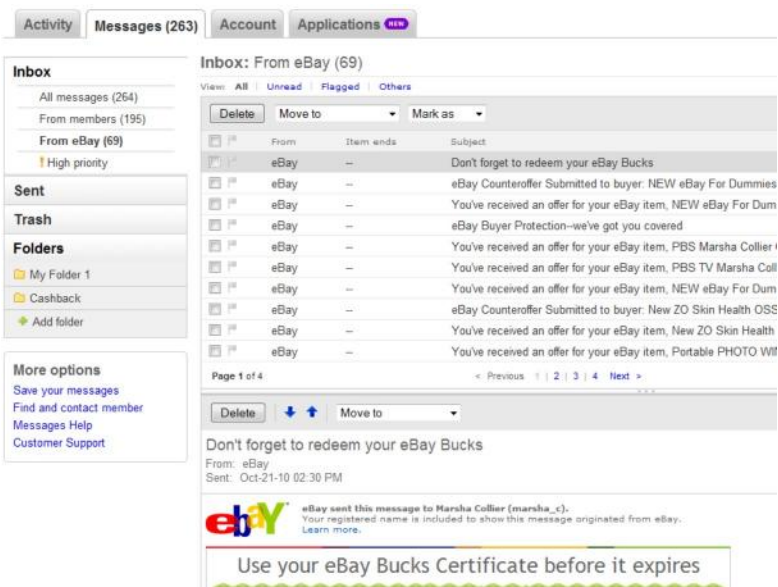 Activity
Messages (263)
Account
Applications NEW
Inbox
All messages (264)
From members (195)
From eBay (69)
! High priority
Sent
Trash
Folders
My Folder 1
Cashback
Add folder
More options
Save your messages
Find and contact member
Messages Help
Customer Support
Inbox: From eBay (69)
View: All | Unread | Flagged | Others
Delete Move to Mark as
From Item ends Subject
eBay -- Don't forget to redeem your eBay Bucks
eBay -- eBay Counteroffer Submitted to buyer: NEW eBay For Dummies
eBay -- You've received an offer for your eBay item, NEW eBay For Dum
eBay -- eBay Buyer Protection--we've got you covered
eBay -- You've received an offer for your eBay item, PBS Marsha Collier
eBay -- You've received an offer for your eBay item, PBS TV Marsha Coll
eBay -- You've received an offer for your eBay item, NEW eBay For Dum
eBay -- eBay Counteroffer Submitted to buyer: New ZO Skin Health OSS
eBay -- You've received an offer for your eBay item, New ZO Skin Health
eBay -- You've received an offer for your eBay item, Portable PHOTO WIN
Page 1 of 4 < Previous 1 | 2 | 3 | 4 Next >
Delete Move to
Don't forget to redeem your eBay Bucks
From: eBay
Sent: Oct-21-10 02:30 PM
ebY
eBay sent this message to Marsha Collier (marsha_c).
Your registered name is included to show this message originated from eBay.
Learn more.
Use your eBay Bucks Certificate before it expires